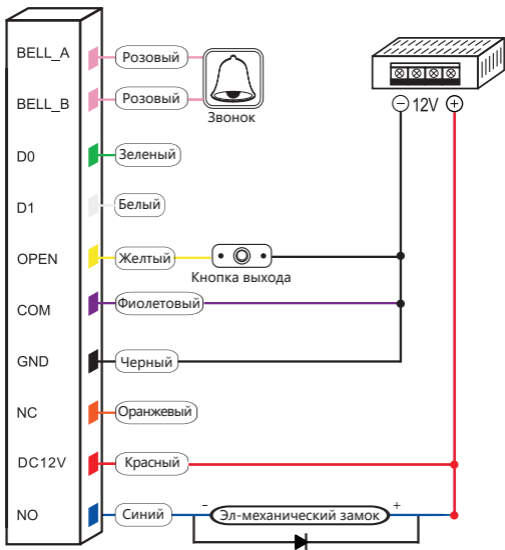 BELL_A
Розовый
BELL_B
Розовый
Звонок
12V
D0
Зеленый
D1
Белый
OPEN
Желтый
Кнопка выхода
COM
Фиолетовый
GND
Черный
NC
Оранжевый
DC12V
Красный
NO
Синий
- Эл-механический замок +